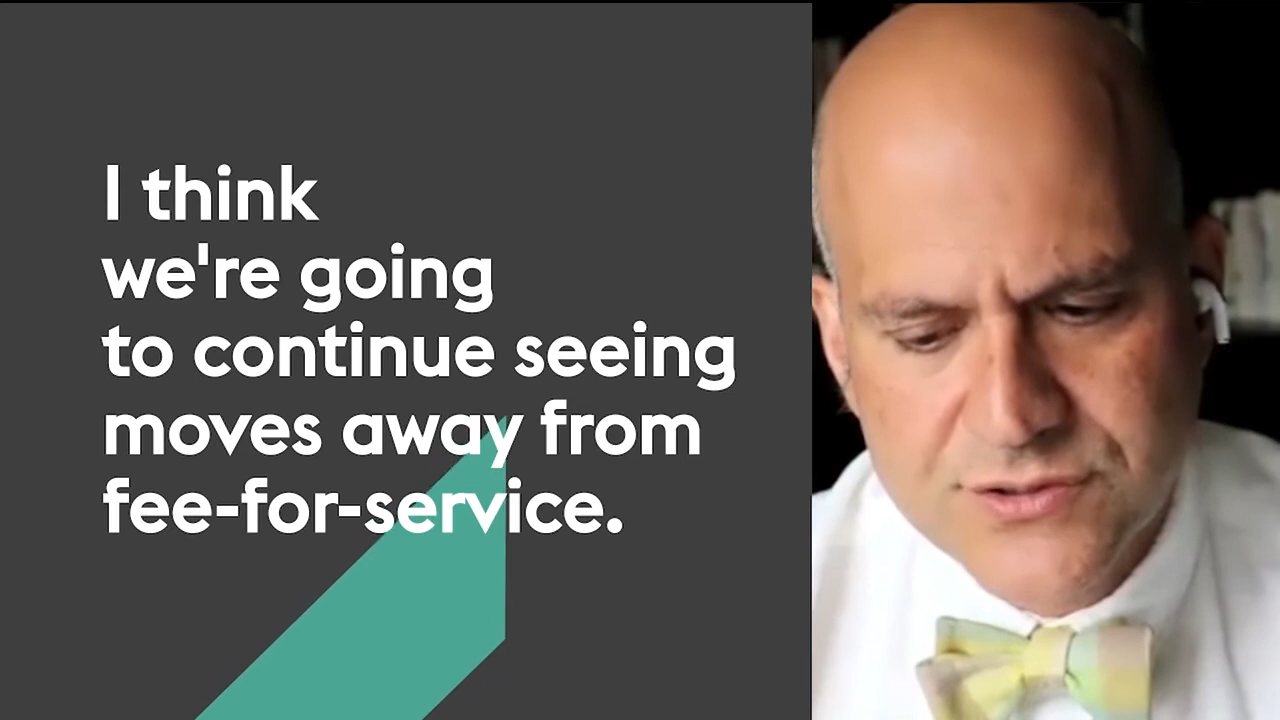 I think
we're going
to continue seeing
moves away from
fee-for-service.